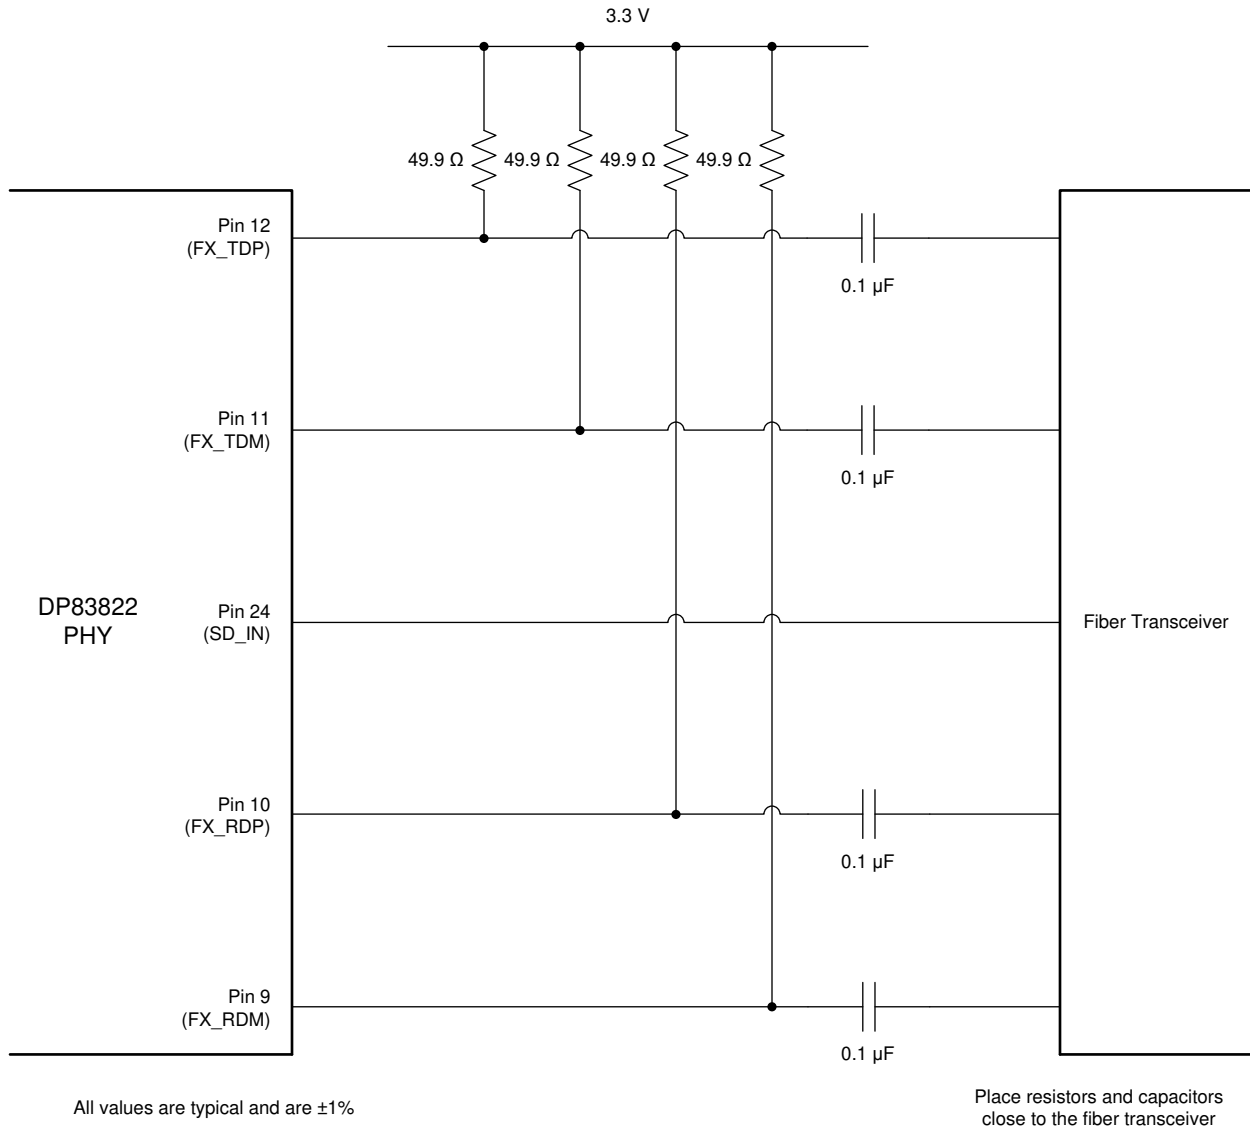 3.3 V
49.9 Ω 49.9 Ω 49.9 Ω 49.9 Ω
Pin 12
(FX_TDP)
0.1 µF
Pin 11
(FX_TDM)
0.1 µF
DP83822
PHY
Pin 24
(SD_IN)
Fiber Transceiver
Pin 10
(FX_RDP)
0.1 µF
Pin 9
(FX_RDM)
0.1 µF
All values are typical and are ±1%
Place resistors and capacitors
close to the fiber transceiver